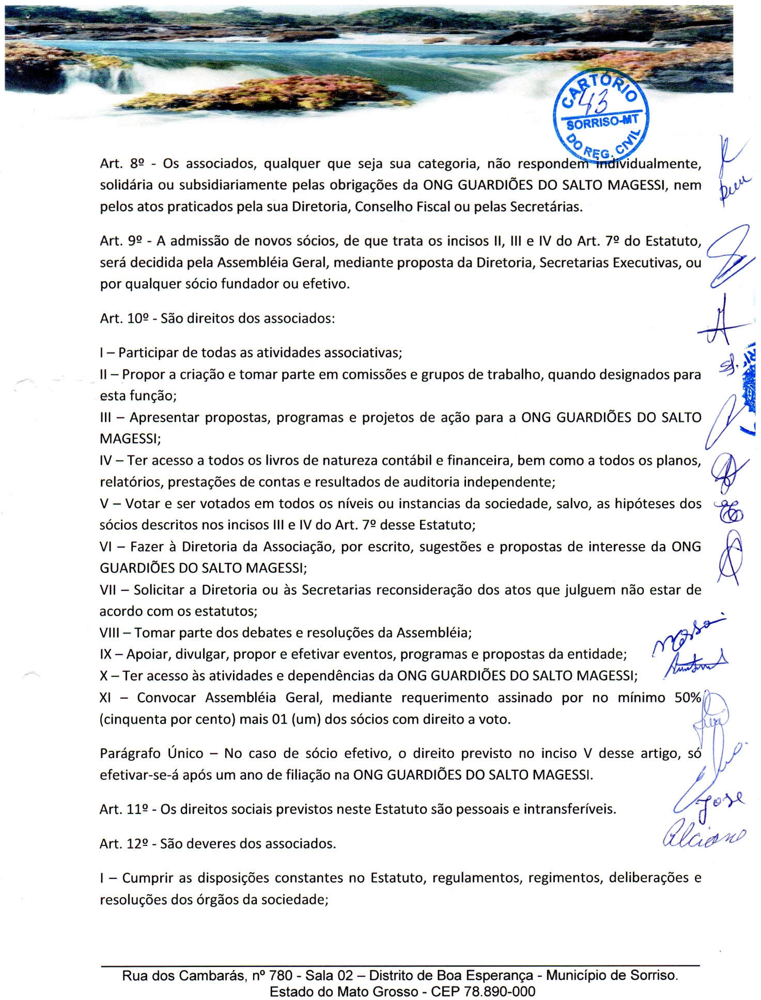 CARTÓRIO
43
SORRISO-MT
DO REG. CIVIL
Art. 8º - Os associados, qualquer que seja sua categoria, não respondem individualmente,
solidária ou subsidiariamente pelas obrigações da ONG GUARDIÕES DO SALTO MAGESSI, nem
pelos atos praticados pela sua Diretoria, Conselho Fiscal ou pelas Secretárias.
Art. 9º - A admissão de novos sócios, de que trata os incisos II, III e IV do Art. 7º do Estatuto,
será decidida pela Assembléia Geral, mediante proposta da Diretoria, Secretarias Executivas, ou
por qualquer sócio fundador ou efetivo.
Art. 10º - São direitos dos associados:
I – Participar de todas as atividades associativas;
II – Propor a criação e tomar parte em comissões e grupos de trabalho, quando designados para
esta função;
III – Apresentar propostas, programas e projetos de ação para a ONG GUARDIÕES DO SALTO
MAGESSI;
IV – Ter acesso a todos os livros de natureza contábil e financeira, bem como a todos os planos,
relatórios, prestações de contas e resultados de auditoria independente;
V – Votar e ser votados em todos os níveis ou instancias da sociedade, salvo, as hipóteses dos
sócios descritos nos incisos III e IV do Art. 7º desse Estatuto;
VI – Fazer à Diretoria da Associação, por escrito, sugestões e propostas de interesse da ONG
GUARDIÕES DO SALTO MAGESSI;
VII – Solicitar a Diretoria ou às Secretarias reconsideração dos atos que julguem não estar de
acordo com os estatutos;
VIII – Tomar parte dos debates e resoluções da Assembléia;
IX – Apoiar, divulgar, propor e efetivar eventos, programas e propostas da entidade;
X – Ter acesso às atividades e dependências da ONG GUARDIÕES DO SALTO MAGESSI;
XI – Convocar Assembléia Geral, mediante requerimento assinado por no mínimo 50%
(cinquenta por cento) mais 01 (um) dos sócios com direito a voto.
Parágrafo Único – No caso de sócio efetivo, o direito previsto no inciso V desse artigo, só
efetivar-se-á após um ano de filiação na ONG GUARDIÕES DO SALTO MAGESSI.
Art. 11º - Os direitos sociais previstos neste Estatuto são pessoais e intransferíveis.
Jose
Art. 12º - São deveres dos associados.
Alciano
I – Cumprir as disposições constantes no Estatuto, regulamentos, regimentos, deliberações e
resoluções dos órgãos da sociedade;
Rua dos Cambarás, nº 780 - Sala 02 – Distrito de Boa Esperança - Município de Sorriso.
Estado do Mato Grosso - CEP 78.890-000